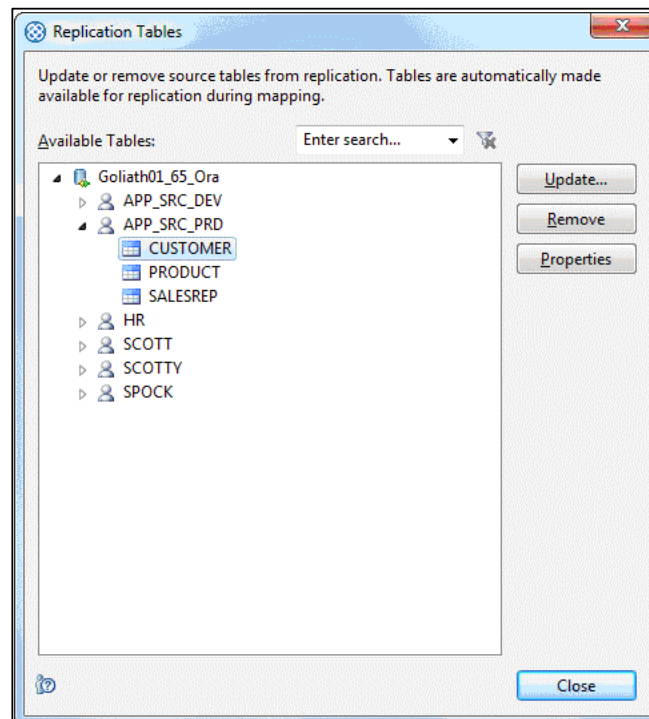 Replication Tables
Update or remove source tables from replication. Tables are automatically made
available for replication during mapping.
Available Tables:
Enter search...
Goliath01_65_Ora
APP_SRC_DEV
APP_SRC_PRD
CUSTOMER
PRODUCT
SALESREP
HR
SCOTT
SCOTTY
SPOCK
Update...
Remove
Properties
Close